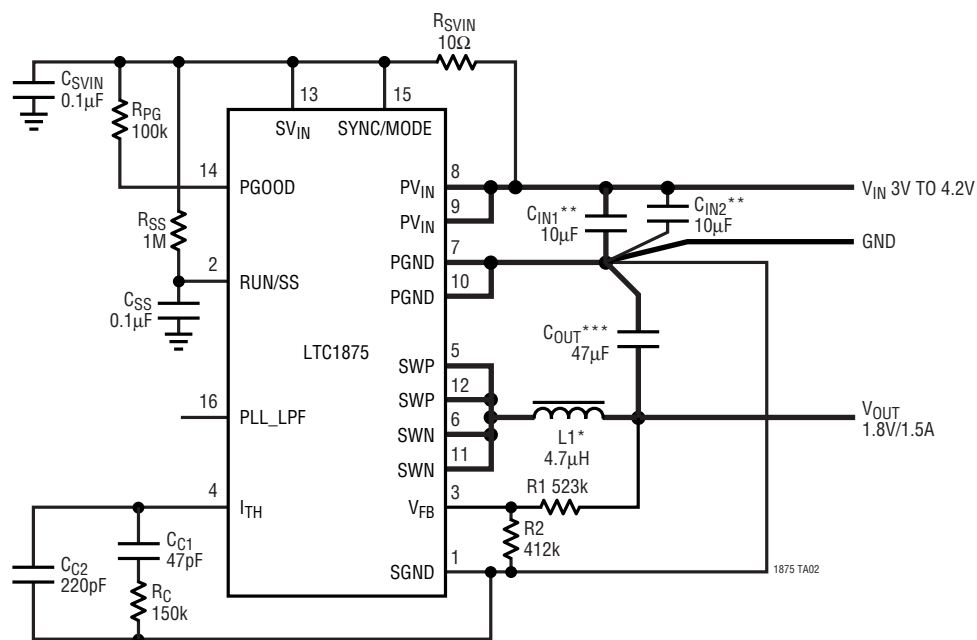 RSVIN
10Ω
CSVIN
0.1µF
RPG
100k
13
15
SVIN
SYNC/MODE
14
PGOOD
8
PVIN
9
PVIN
VIN 3V TO 4.2V
CIN1**
10µF
CIN2**
10µF
GND
RSS
1M
2
RUN/SS
7
PGND
10
PGND
CSS
0.1µF
LTC1875
COUT***
47µF
5
SWP
12
SWP
16
PLL_LPF
6
SWN
11
SWN
L1*
4.7µH
VOUT
1.8V/1.5A
4
ITH
3
VFB
R1 523k
R2
412k
CC1
47pF
CC2
220pF
RC
150k
1
SGND
1875 TA02